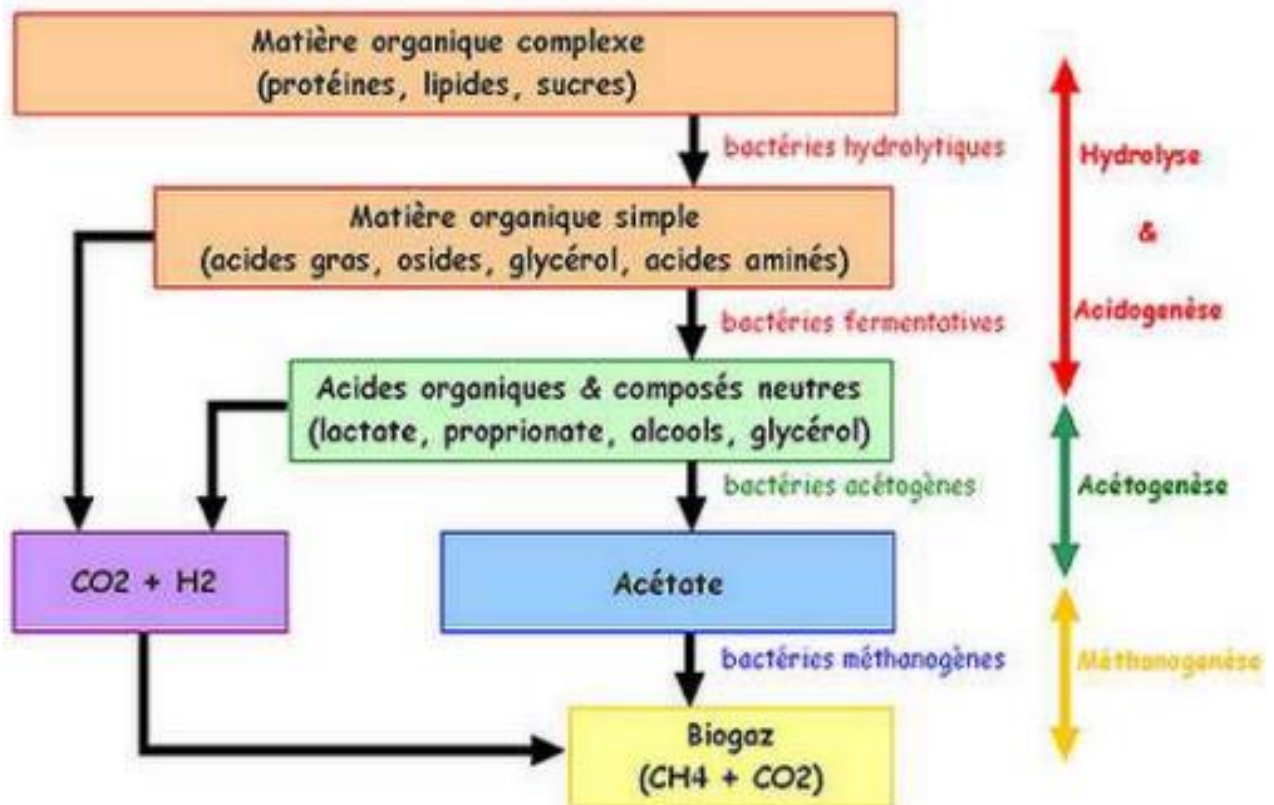 Matière organique complexe
(protéines, lipides, sucres)
bactéries hydrolytiques
Hydrolyse
Matière organique simple
(acides gras, osides, glycérol, acides aminés)
&
bactéries fermentatives
Acidogenèse
Acides organiques & composés neutres
(lactate, proprionate, alcools, glycérol)
bactéries acétogènes
Acétogenèse
CO2 + H2
Acétate
bactéries méthanogènes
Méthanogenèse
Biogaz
(CH4 + CO2)